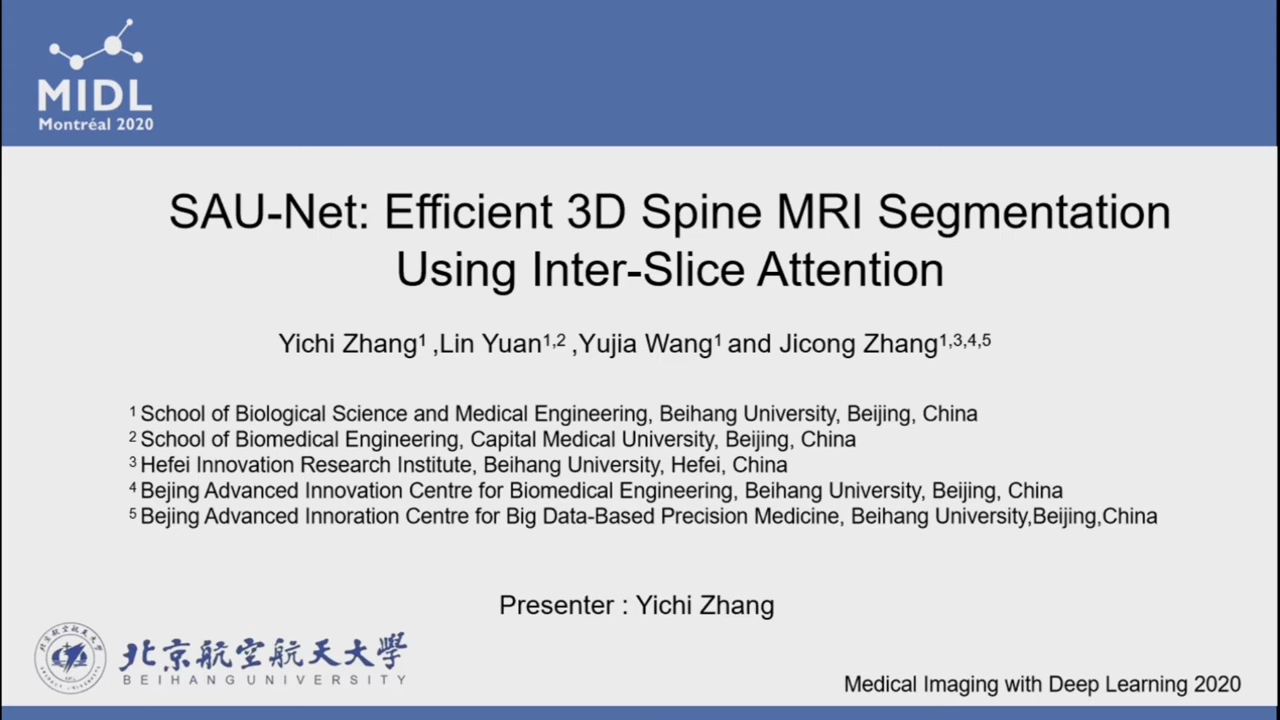 MIDL
Montréal 2020
SAU-Net: Efficient 3D Spine MRI Segmentation
Using Inter-Slice Attention
Yichi Zhang1 ,Lin Yuan1,2 ,Yujia Wang1 and Jicong Zhang1,3,4,5
1 School of Biological Science and Medical Engineering, Beihang University, Beijing, China
2 School of Biomedical Engineering, Capital Medical University, Beijing, China
3 Hefei Innovation Research Institute, Beihang University, Hefei, China
4 Bejing Advanced Innovation Centre for Biomedical Engineering, Beihang University, Beijing, China
5 Bejing Advanced Innoration Centre for Big Data-Based Precision Medicine, Beihang University,Beijing,China
Presenter : Yichi Zhang
北京航空航天大學
BEIHANG UNIVERSITY
Medical Imaging with Deep Learning 2020